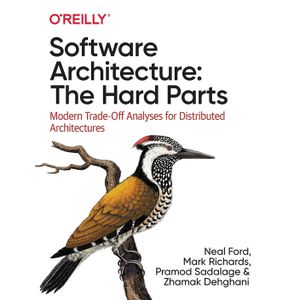 O'REILLY®
Software
Architecture:
The Hard Parts
Modern Trade-Off Analyses for Distributed
Architectures
Neal Ford,
Mark Richards,
Pramod Sadalage &
Zhamak Dehghani